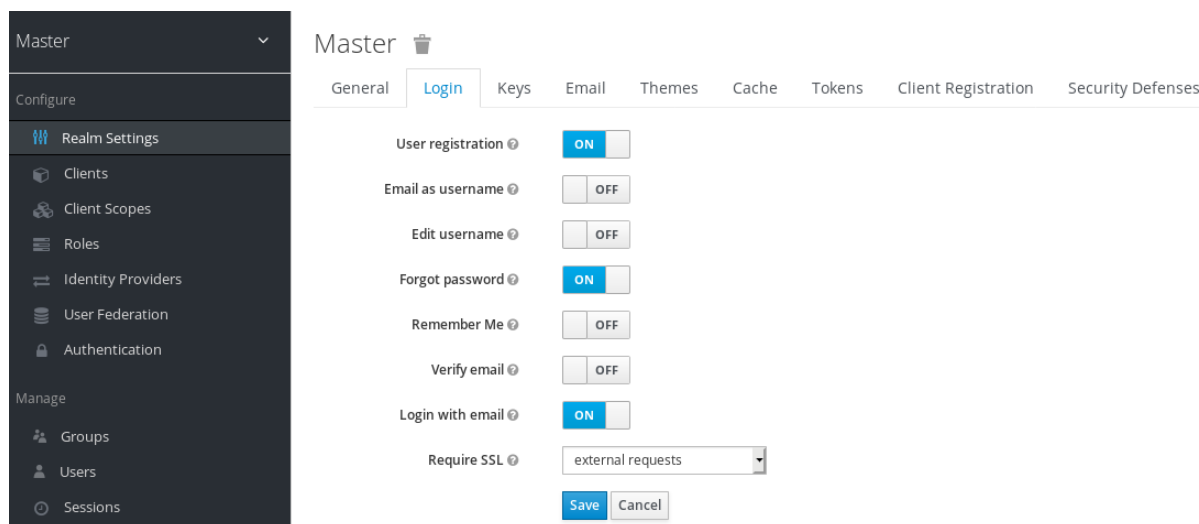 Master
Configure
Realm Settings
Clients
Client Scopes
Roles
Identity Providers
User Federation
Authentication
Manage
Groups
Users
Sessions
Master
General Login Keys Email Themes Cache Tokens Client Registration Security Defenses
User registration ON
Email as username OFF
Edit username OFF
Forgot password ON
Remember Me OFF
Verify email OFF
Login with email ON
Require SSL external requests
Save Cancel